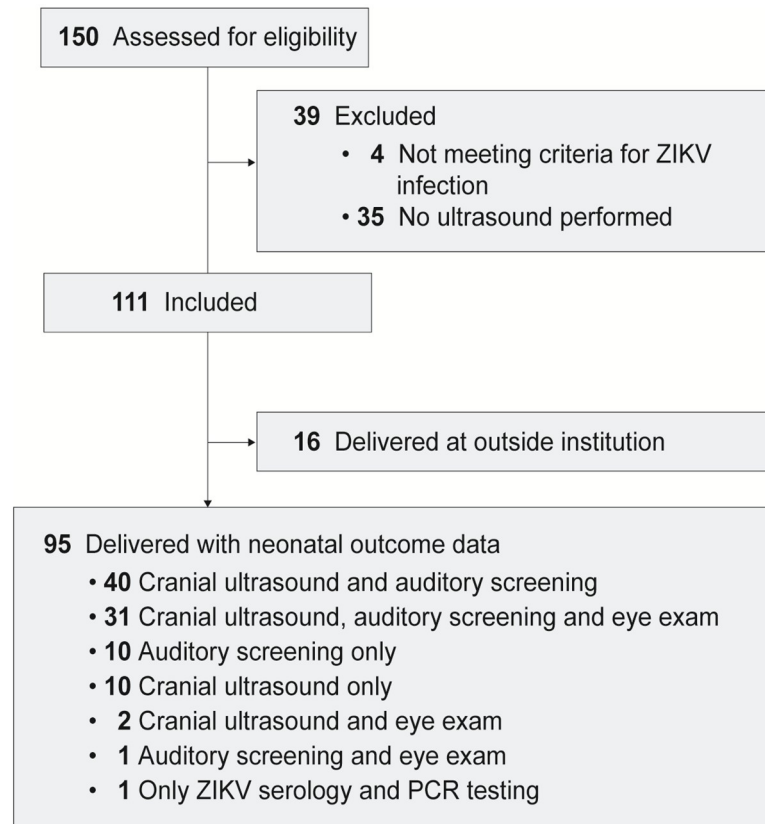 150 Assessed for eligibility
39 Excluded
• 4 Not meeting criteria for ZIKV
infection
• 35 No ultrasound performed
111 Included
16 Delivered at outside institution
95 Delivered with neonatal outcome data
• 40 Cranial ultrasound and auditory screening
• 31 Cranial ultrasound, auditory screening and eye exam
• 10 Auditory screening only
• 10 Cranial ultrasound only
• 2 Cranial ultrasound and eye exam
• 1 Auditory screening and eye exam
• 1 Only ZIKV serology and PCR testing